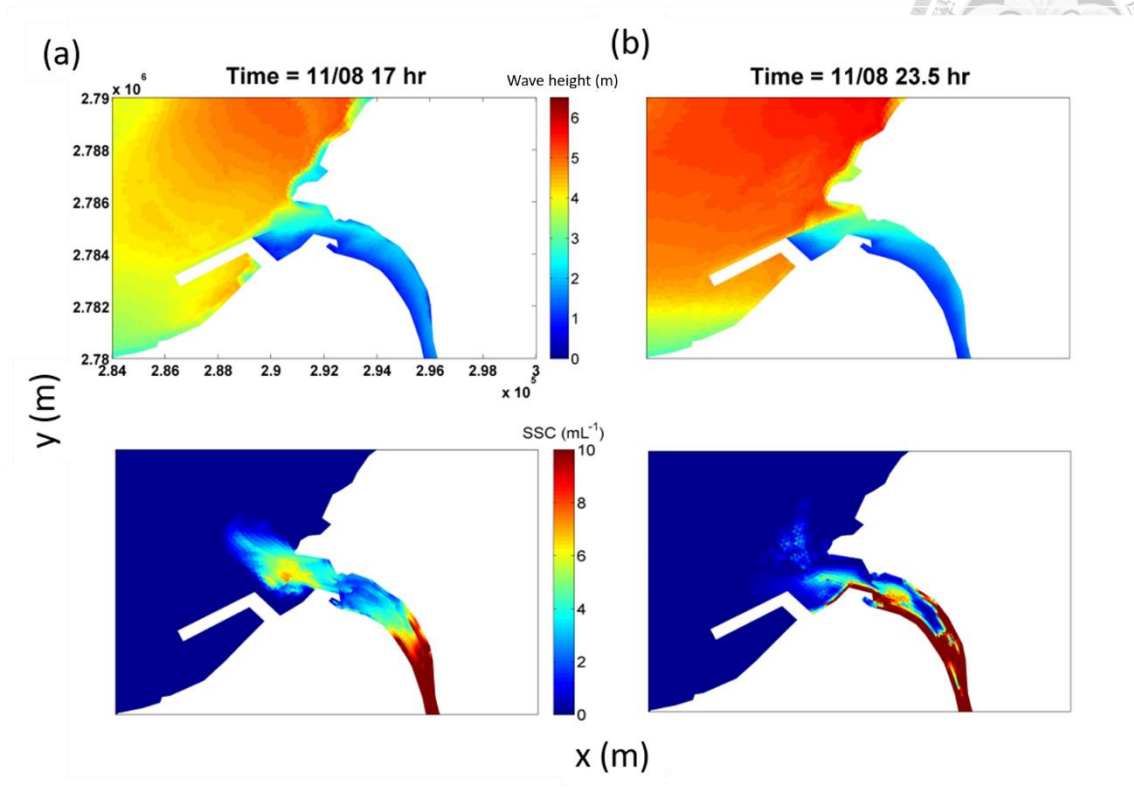 (a)
(b)
Time = 11/08 17 hr
Wave height (m)
Time = 11/08 23.5 hr
x 10^6
2.79
2.788
2.786
2.784
2.782
2.78
6
5
4
3
2
1
0
2.84 2.86 2.88 2.9 2.92 2.94 2.96 2.98 3
x 10^5
y (m)
SSC (mL^-1)
10
8
6
4
2
0
x (m)